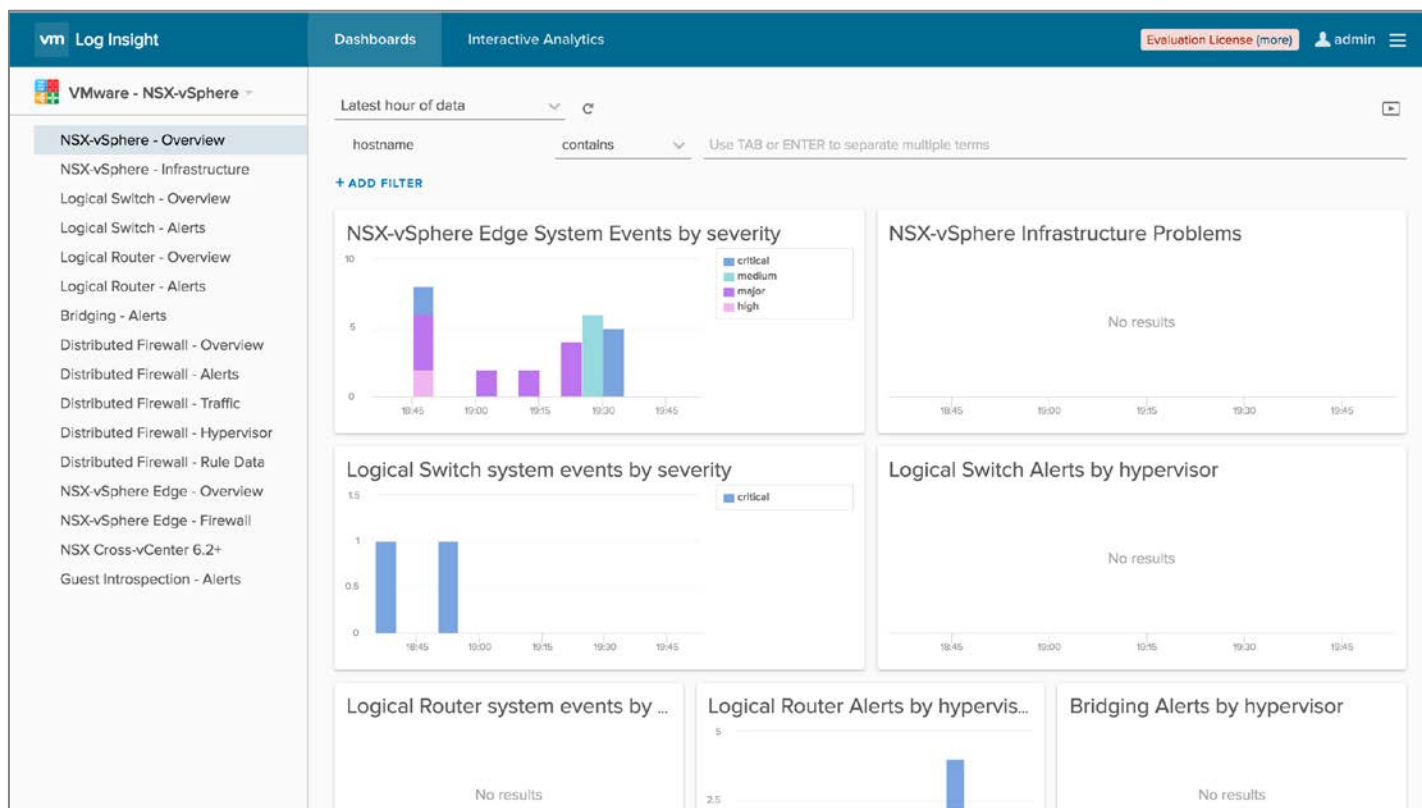 vm Log Insight
Dashboards
Interactive Analytics
Evaluation License (more)
admin
VMware - NSX-vSphere
NSX-vSphere - Overview
NSX-vSphere - Infrastructure
Logical Switch - Overview
Logical Switch - Alerts
Logical Router - Overview
Logical Router - Alerts
Bridging - Alerts
Distributed Firewall - Overview
Distributed Firewall - Alerts
Distributed Firewall - Traffic
Distributed Firewall - Hypervisor
Distributed Firewall - Rule Data
NSX-vSphere Edge - Overview
NSX-vSphere Edge - Firewall
NSX Cross-vCenter 6.2+
Guest Introspection - Alerts
Latest hour of data
hostname contains Use TAB or ENTER to separate multiple terms
+ ADD FILTER
NSX-vSphere Edge System Events by severity
10
5
0
18:45 19:00 19:15 19:30 19:45
critical
medium
major
high
NSX-vSphere Infrastructure Problems
No results
18:45 19:00 19:15 19:30 19:45
Logical Switch system events by severity
1.5
1
0.5
0
18:45 19:00 19:15 19:30 19:45
critical
Logical Switch Alerts by hypervisor
No results
18:45 19:00 19:15 19:30 19:45
Logical Router system events by ...
No results
Logical Router Alerts by hypervis...
5
2.5
Bridging Alerts by hypervisor
No results